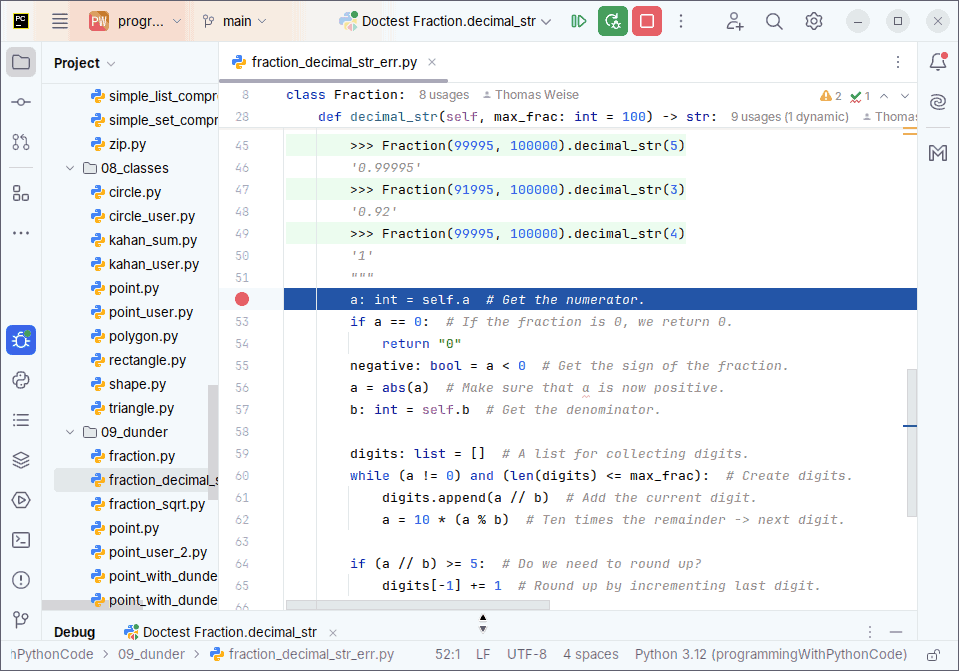 PC PW progr... main Doctest Fraction.decimal_str
Project
simple_list_compre
simple_set_compr
zip.py
08_classes
circle.py
circle_user.py
kahan_sum.py
kahan_user.py
point.py
point_user.py
polygon.py
rectangle.py
shape.py
triangle.py
09_dunder
fraction.py
fraction_decimal_s
fraction_sqrt.py
point.py
point_user_2.py
point_with_dunde
point_with_dunde
fraction_decimal_str_err.py
8 class Fraction: 8 usages Thomas Weise 2 1
28 def decimal_str(self, max_frac: int = 100) -> str: 9 usages (1 dynamic) Thomas
45 >>> Fraction(99995, 100000).decimal_str(5)
46 '0.99995'
47 >>> Fraction(91995, 100000).decimal_str(3)
48 '0.92'
49 >>> Fraction(99995, 100000).decimal_str(4)
50 '1'
51 """
a: int = self.a # Get the numerator.
53 if a == 0: # If the fraction is 0, we return 0.
54 return "0"
55 negative: bool = a < 0 # Get the sign of the fraction.
56 a = abs(a) # Make sure that a is now positive.
57 b: int = self.b # Get the denominator.
58
59 digits: list = [] # A list for collecting digits.
60 while (a != 0) and (len(digits) <= max_frac): # Create digits.
61 digits.append(a // b) # Add the current digit.
62 a = 10 * (a % b) # Ten times the remainder -> next digit.
63
64 if (a // b) >= 5: # Do we need to round up?
65 digits[-1] += 1 # Round up by incrementing last digit.
66
Debug Doctest Fraction.decimal_str
hPythonCode > 09_dunder > fraction_decimal_str_err.py 52:1 LF UTF-8 4 spaces Python 3.12 (programmingWithPythonCode)